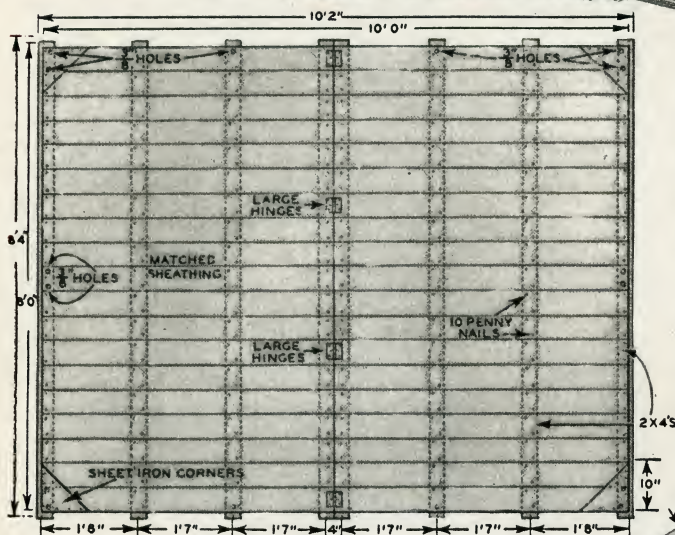 10'2"
10'0"
3/8" HOLES
3/8" HOLES
LARGE
HINGES
8'4"
MATCHED
SHEATHING
3/8" HOLES
8'0"
10 PENNY
NAILS
LARGE
HINGES
2X4'S
SHEET IRON CORNERS
10"
1'8" 1'7" 1'7" 4" 1'7" 1'7" 1'8"